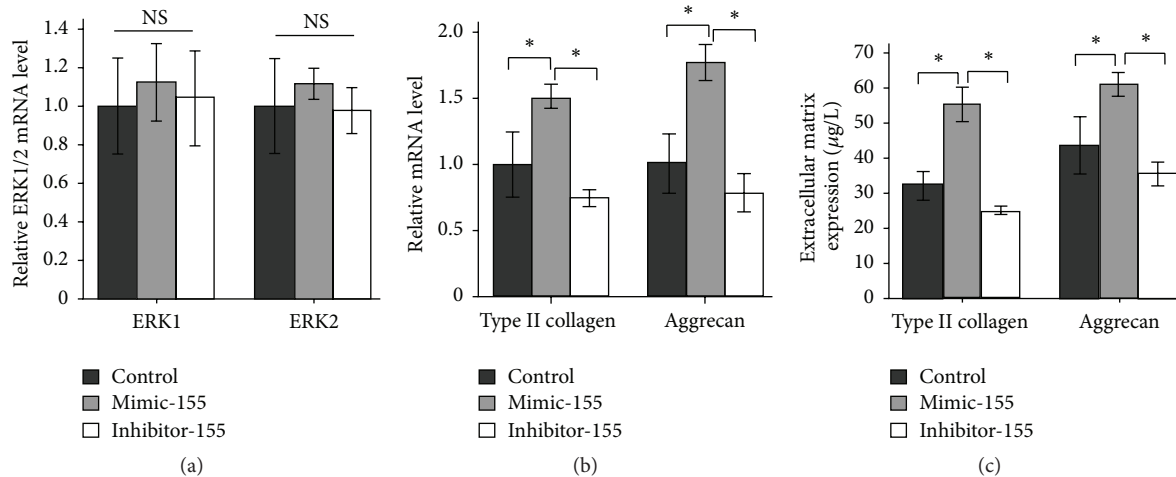 Relative ERK1/2 mRNA level
1.4
1.2
1.0
0.8
0.6
0.4
0.2
0
NS
NS
ERK1
ERK2
Control
Mimic-155
Inhibitor-155
(a)
Relative mRNA level
2.0
1.5
1.0
0.5
0
*
*
*
*
Type II collagen
Aggrecan
Control
Mimic-155
Inhibitor-155
(b)
Extracellular matrix
expression (μg/L)
70
60
50
40
30
20
10
0
*
*
*
*
Type II collagen
Aggrecan
Control
Mimic-155
Inhibitor-155
(c)